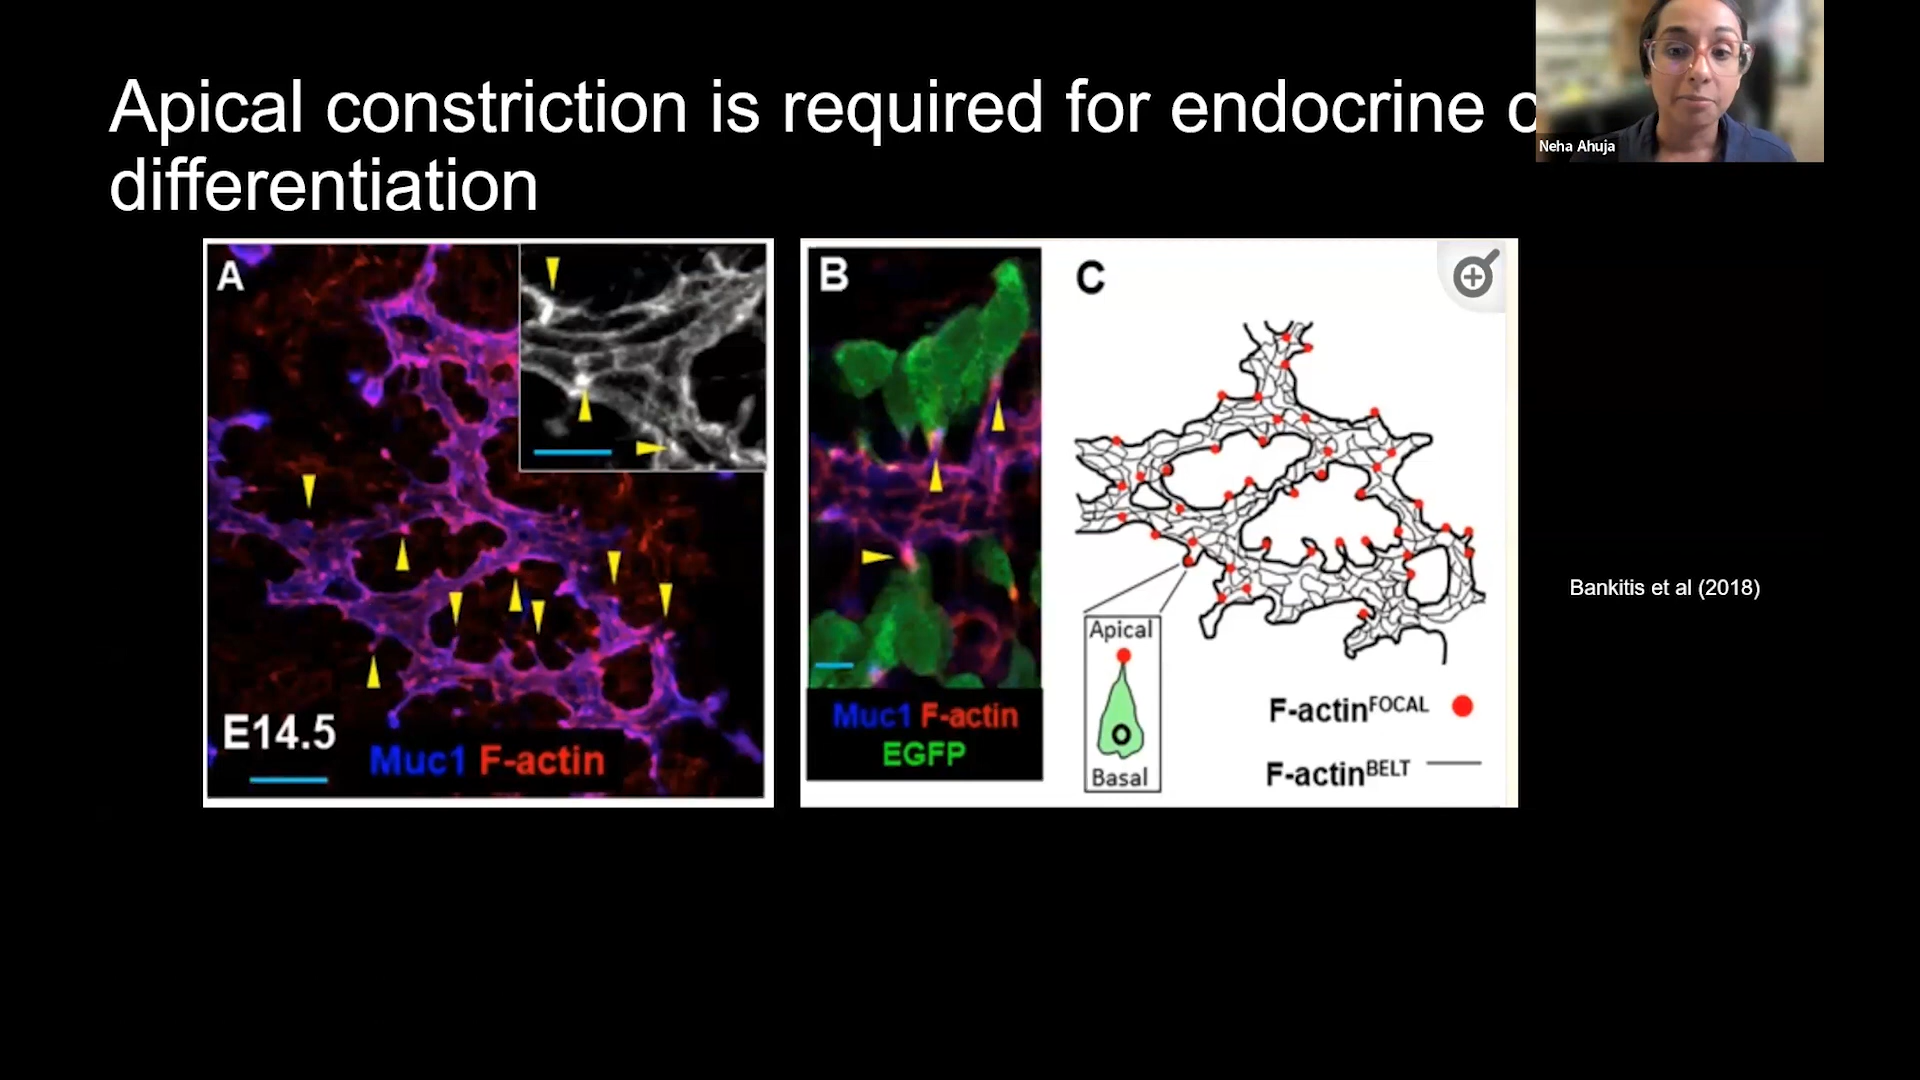 Apical constriction is required for endocrine c
differentiation
Neha Ahuja
A
E14.5
Muc1 F-actin
B
Muc1 F-actin
EGFP
C
Apical
Basal
F-actinFOCAL
F-actinBELT
Bankitis et al (2018)